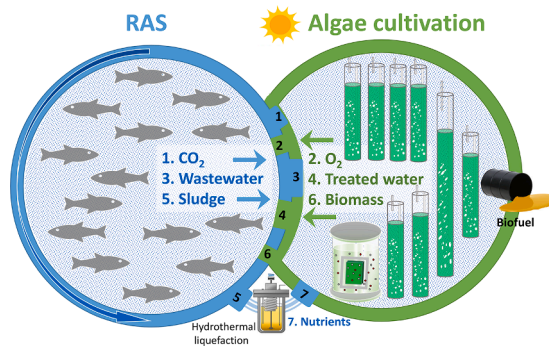 RAS
Algae cultivation
1
2
3
4
6
5
7
1. CO₂
3. Wastewater
5. Sludge
2. O₂
4. Treated water
6. Biomass
Biofuel
Hydrothermal
liquefaction
7. Nutrients